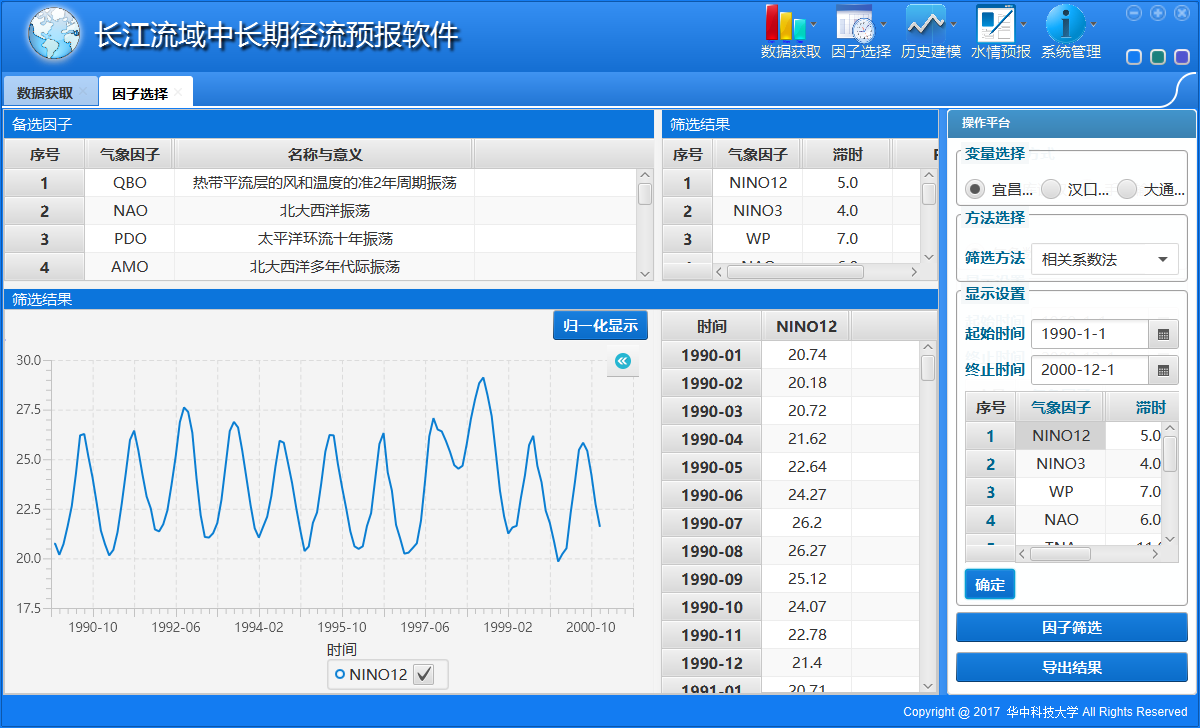 长江流域中长期径流预报软件
数据获取 因子选择 历史建模 水情预报 系统管理
数据获取 因子选择
备选因子
序号 气象因子 名称与意义
1 QBO 热带平流层的风和温度的准2年周期振荡
2 NAO 北大西洋振荡
3 PDO 太平洋环流十年振荡
4 AMO 北大西洋多年代际振荡
筛选结果
序号 气象因子 滞时
1 NINO12 5.0
2 NINO3 4.0
3 WP 7.0
筛选结果
归一化显示
30.0
27.5
25.0
22.5
20.0
17.5
1990-10 1992-06 1994-02 1995-10 1997-06 1999-02 2000-10
时间
NINO12
时间 NINO12
1990-01 20.74
1990-02 20.18
1990-03 20.72
1990-04 21.62
1990-05 22.64
1990-06 24.27
1990-07 26.2
1990-08 26.27
1990-09 25.12
1990-10 24.07
1990-11 22.78
1990-12 21.4
1991-01 20.71
操作平台
变量选择
宜昌... 汉口... 大通...
方法选择
筛选方法 相关系数法
显示设置
起始时间 1990-1-1
终止时间 2000-12-1
序号 气象因子 滞时
1 NINO12 5.0
2 NINO3 4.0
3 WP 7.0
4 NAO 6.0
确定
因子筛选
导出结果
Copyright @ 2017 华中科技大学 All Rights Reserved